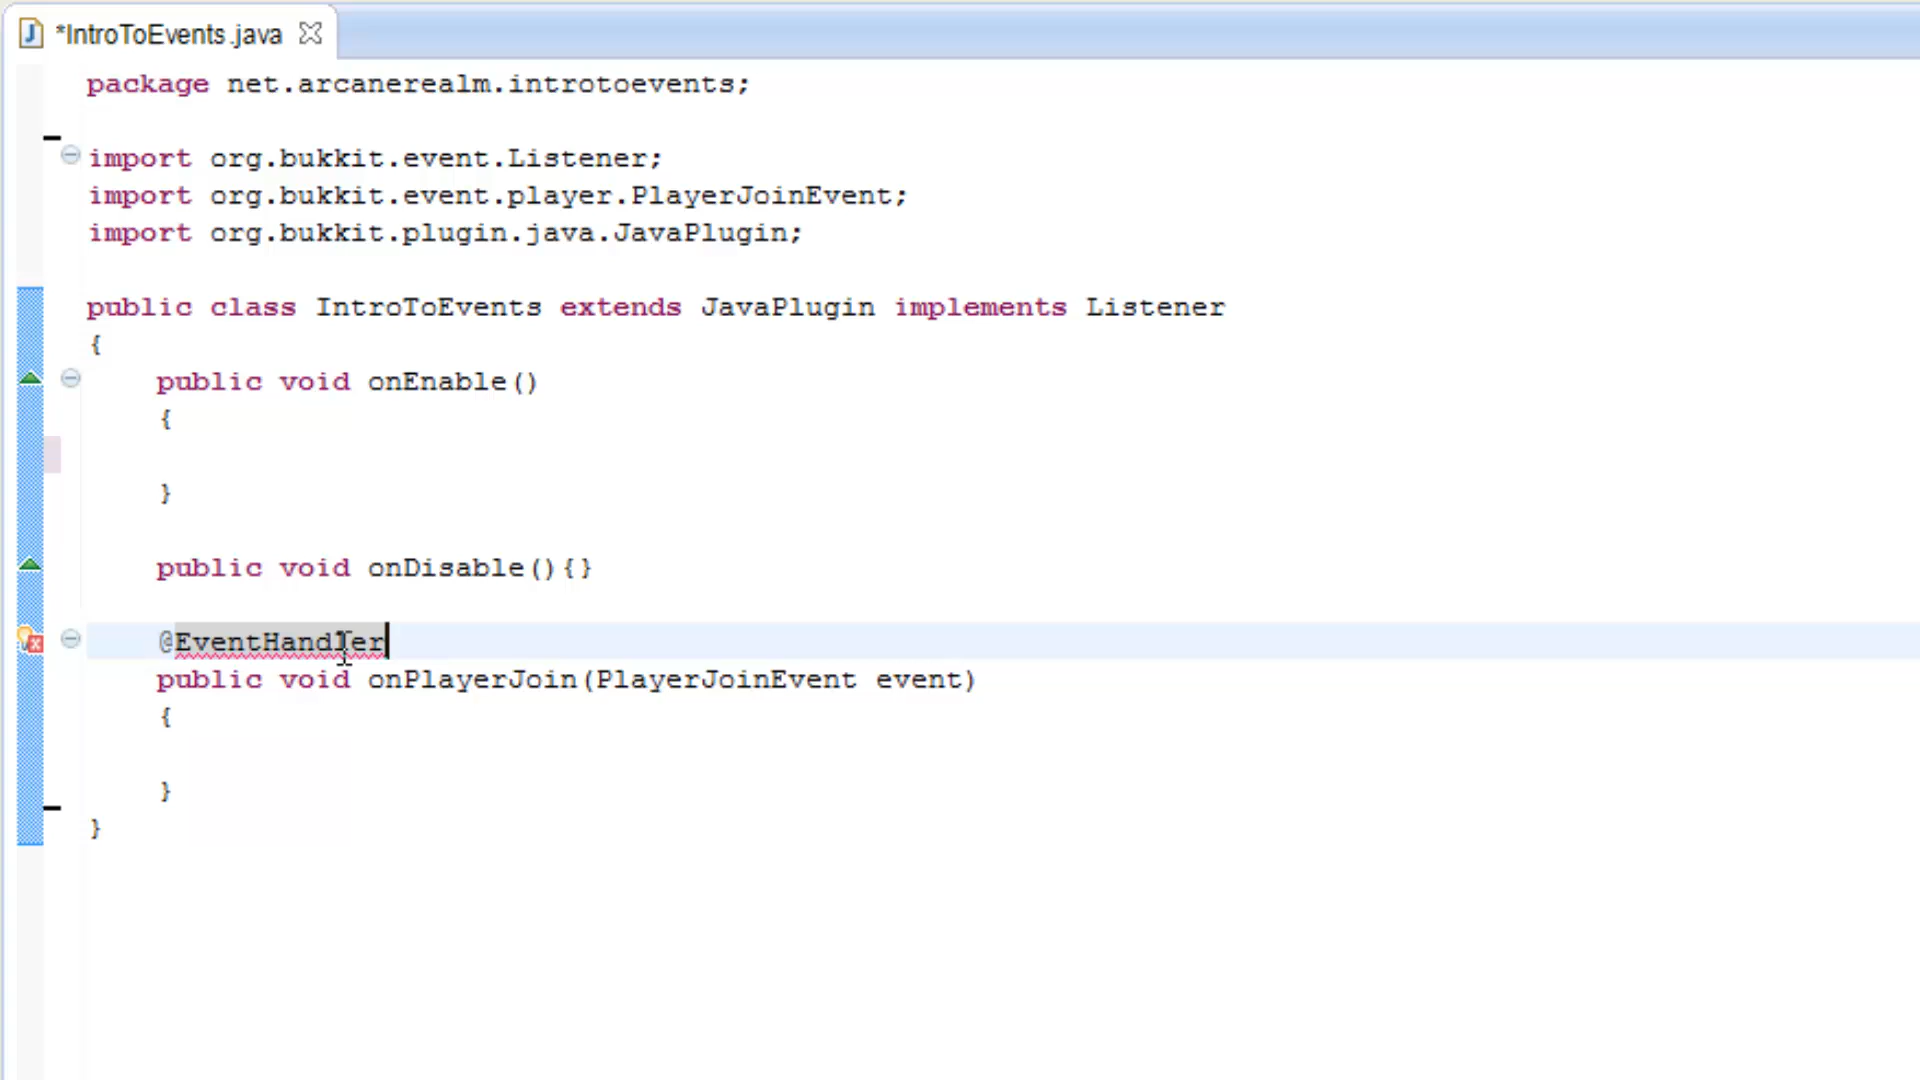 *IntroToEvents.java
package net.arcanerealm.introtoevents;
import org.bukkit.event.Listener;
import org.bukkit.event.player.PlayerJoinEvent;
import org.bukkit.plugin.java.JavaPlugin;
public class IntroToEvents extends JavaPlugin implements Listener
{
public void onEnable()
{
}
public void onDisable(){}
@EventHandler
public void onPlayerJoin(PlayerJoinEvent event)
{
}
}